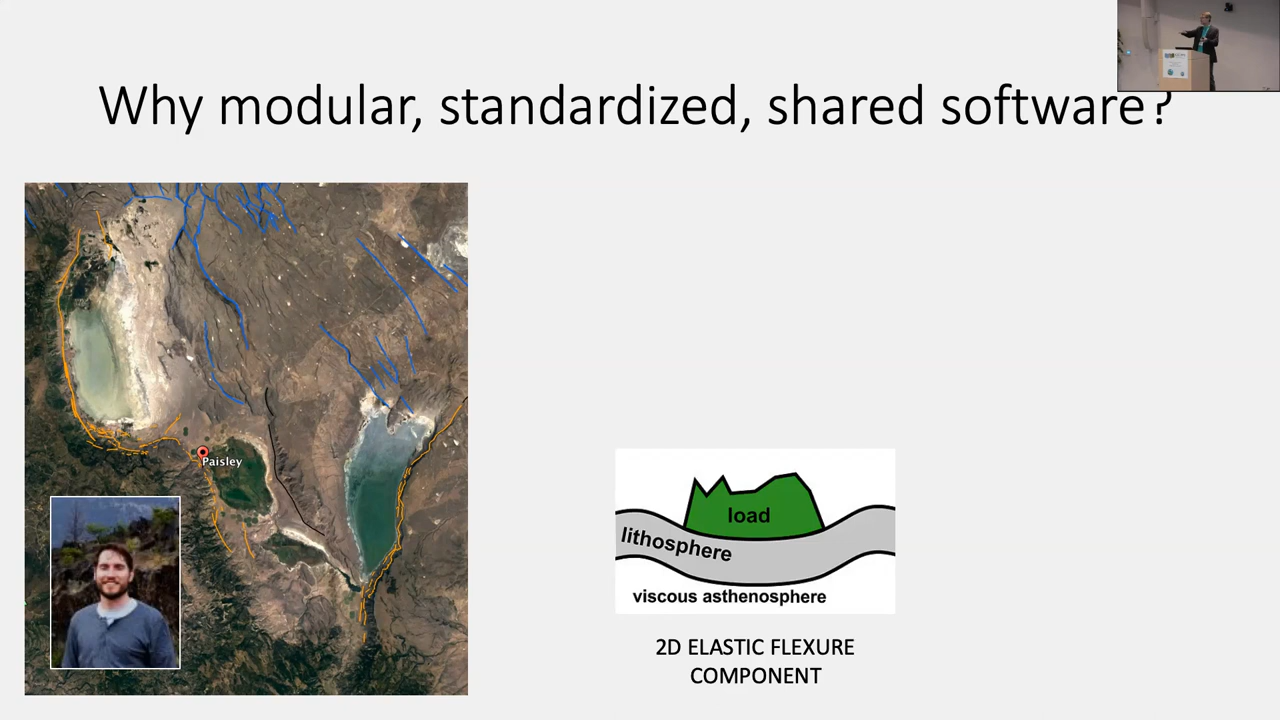 Why modular, standardized, shared software?
Paisley
load
lithosphere
viscous asthenosphere
2D ELASTIC FLEXURE
COMPONENT